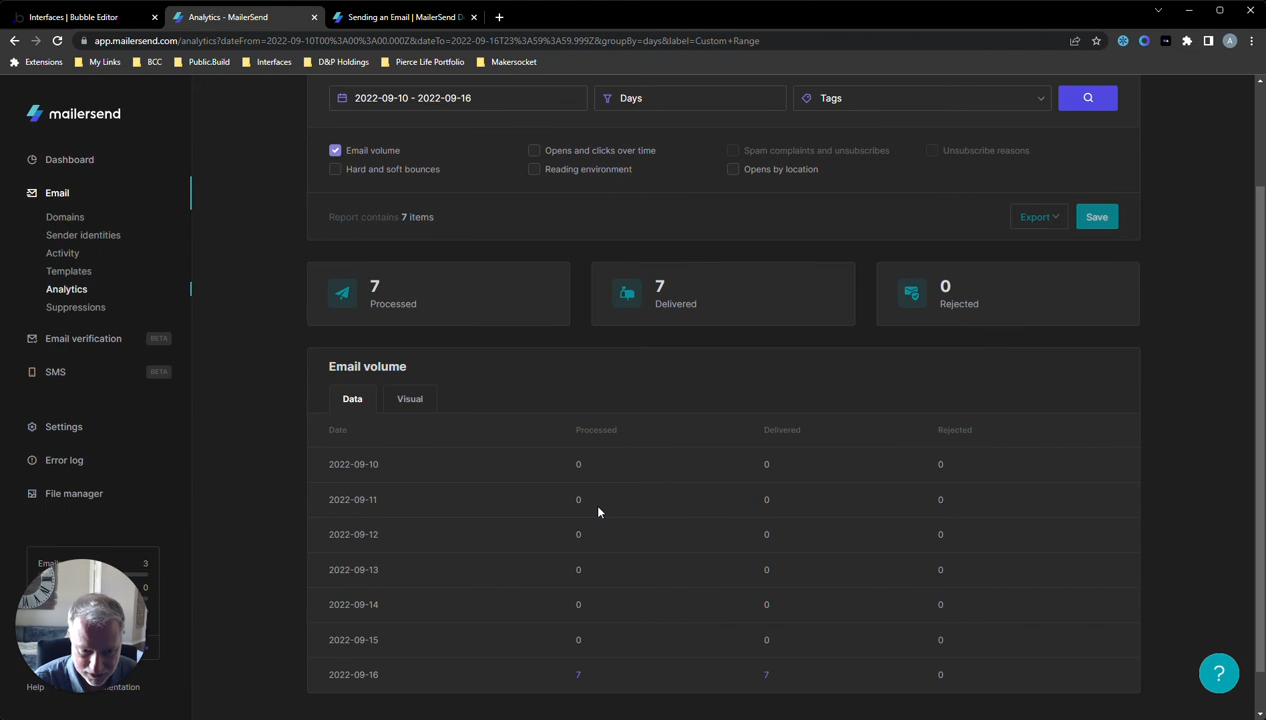 Interfaces | Bubble Editor
Analytics - MailerSend
Sending an Email | MailerSend D
app.mailersend.com/analytics?dateFrom=2022-09-10T00%3A00%3A00.000Z&dateTo=2022-09-16T23%3A59%3A59.999Z&groupBy=days&label=Custom+Range
A
Extensions
My Links
BCC
Public.Build
Interfaces
D&P Holdings
Pierce Life Portfolio
Makersocket
mailersend
2022-09-10 - 2022-09-16
Days
Tags
Dashboard
Email volume
Opens and clicks over time
Spam complaints and unsubscribes
Unsubscribe reasons
Hard and soft bounces
Reading environment
Opens by location
Email
Domains
Report contains 7 items
Export
Save
Sender identities
Activity
Templates
Analytics
Suppressions
7
Processed
7
Delivered
0
Rejected
Email verification BETA
SMS BETA
Email volume
Data
Visual
Settings
Error log
File manager
Date Processed Delivered Rejected
2022-09-10 0 0 0
2022-09-11 0 0 0
2022-09-12 0 0 0
2022-09-13 0 0 0
2022-09-14 0 0 0
2022-09-15 0 0 0
2022-09-16 7 7 0
3
0
Help
?